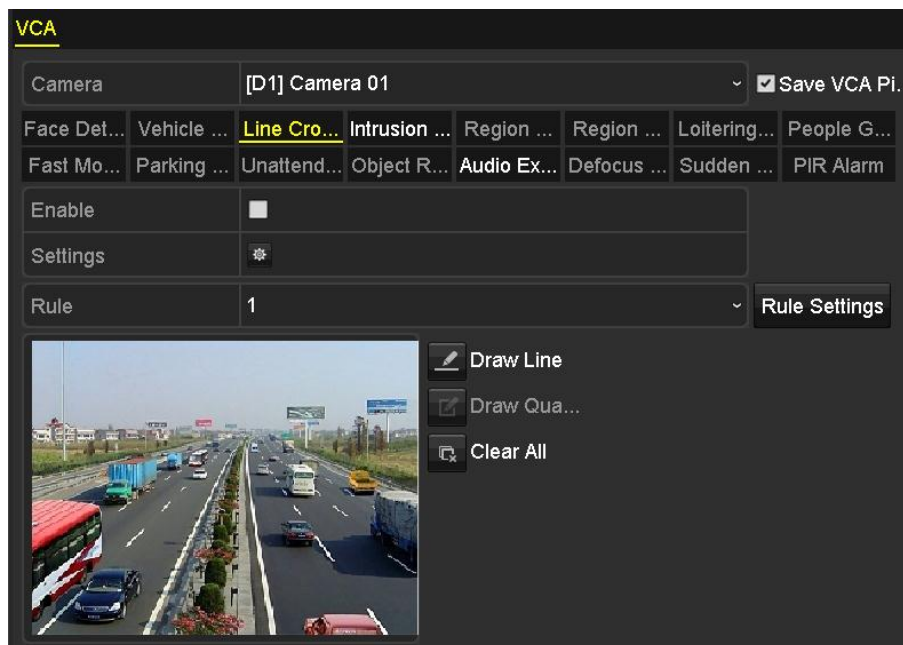 VCA
Camera [D1] Camera 01 Save VCA Pi.
Face Det... Vehicle ... Line Cro... Intrusion ... Region ... Region ... Loitering... People G...
Fast Mo... Parking ... Unattend... Object R... Audio Ex... Defocus ... Sudden ... PIR Alarm
Enable
Settings
Rule 1 Rule Settings
Draw Line
Draw Qua...
Clear All